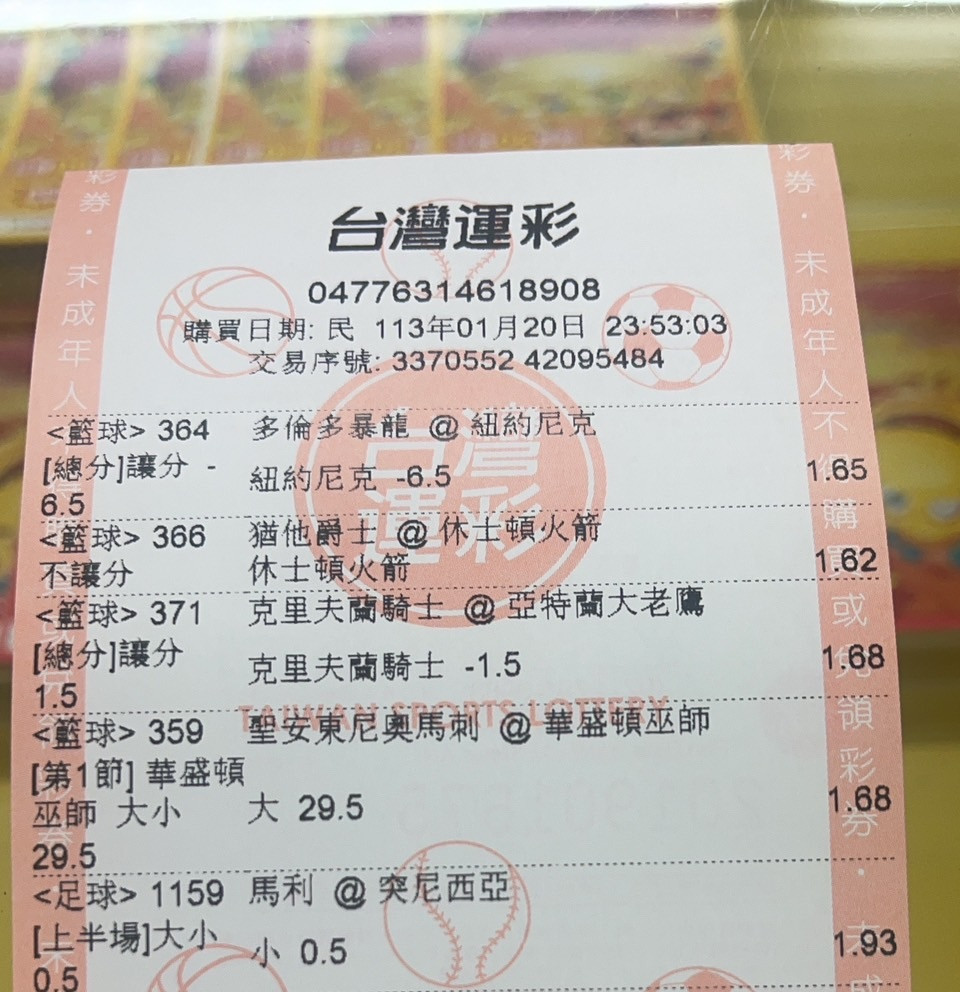 台灣運彩
04776314618908
購買日期: 民 113年01月20日 23:53:03
交易序號: 3370552 42095484
<籃球> 364 多倫多暴龍 @ 紐約尼克
[總分]讓分 -
6.5 紐約尼克 -6.5 1.65
<籃球> 366 猶他爵士 @ 休士頓火箭
不讓分 休士頓火箭 1.62
<籃球> 371 克里夫蘭騎士 @ 亞特蘭大老鷹
[總分]讓分
1.5 克里夫蘭騎士 -1.5 1.68
TAIWAN SPORTS LOTTERY
<籃球> 359 聖安東尼奧馬刺 @ 華盛頓巫師
[第1節] 華盛頓
巫師 大小 大 29.5 1.68
29.5
<足球> 1159 馬利 @ 突尼西亞
[上半場]大小 小 0.5 1.93
0.5
台灣運彩
彩券・未成年人
彩券・未成年人不得購買或兌領彩券・未成